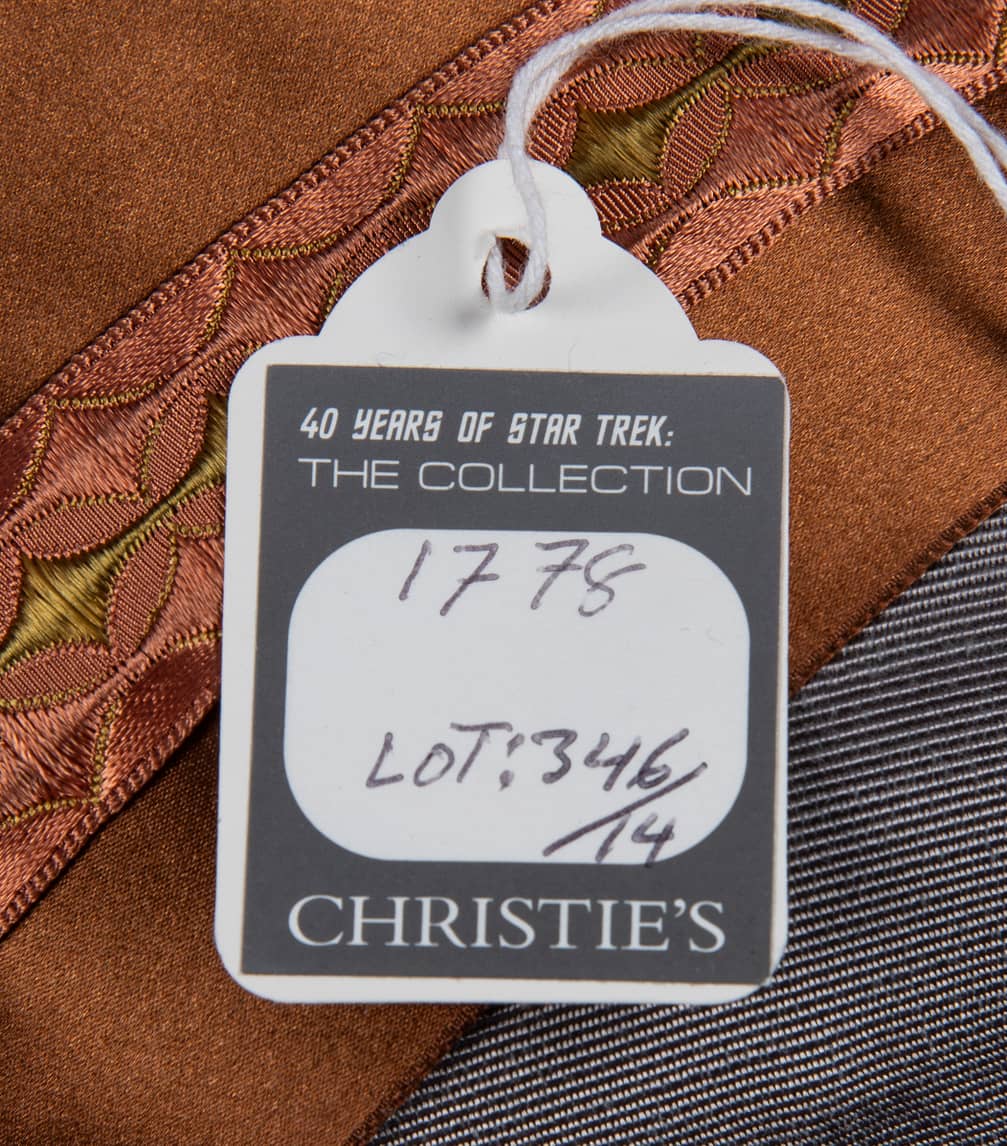 40 YEARS OF STAR TREK:
THE COLLECTION
1778
LOT: 346/14
CHRISTIE'S